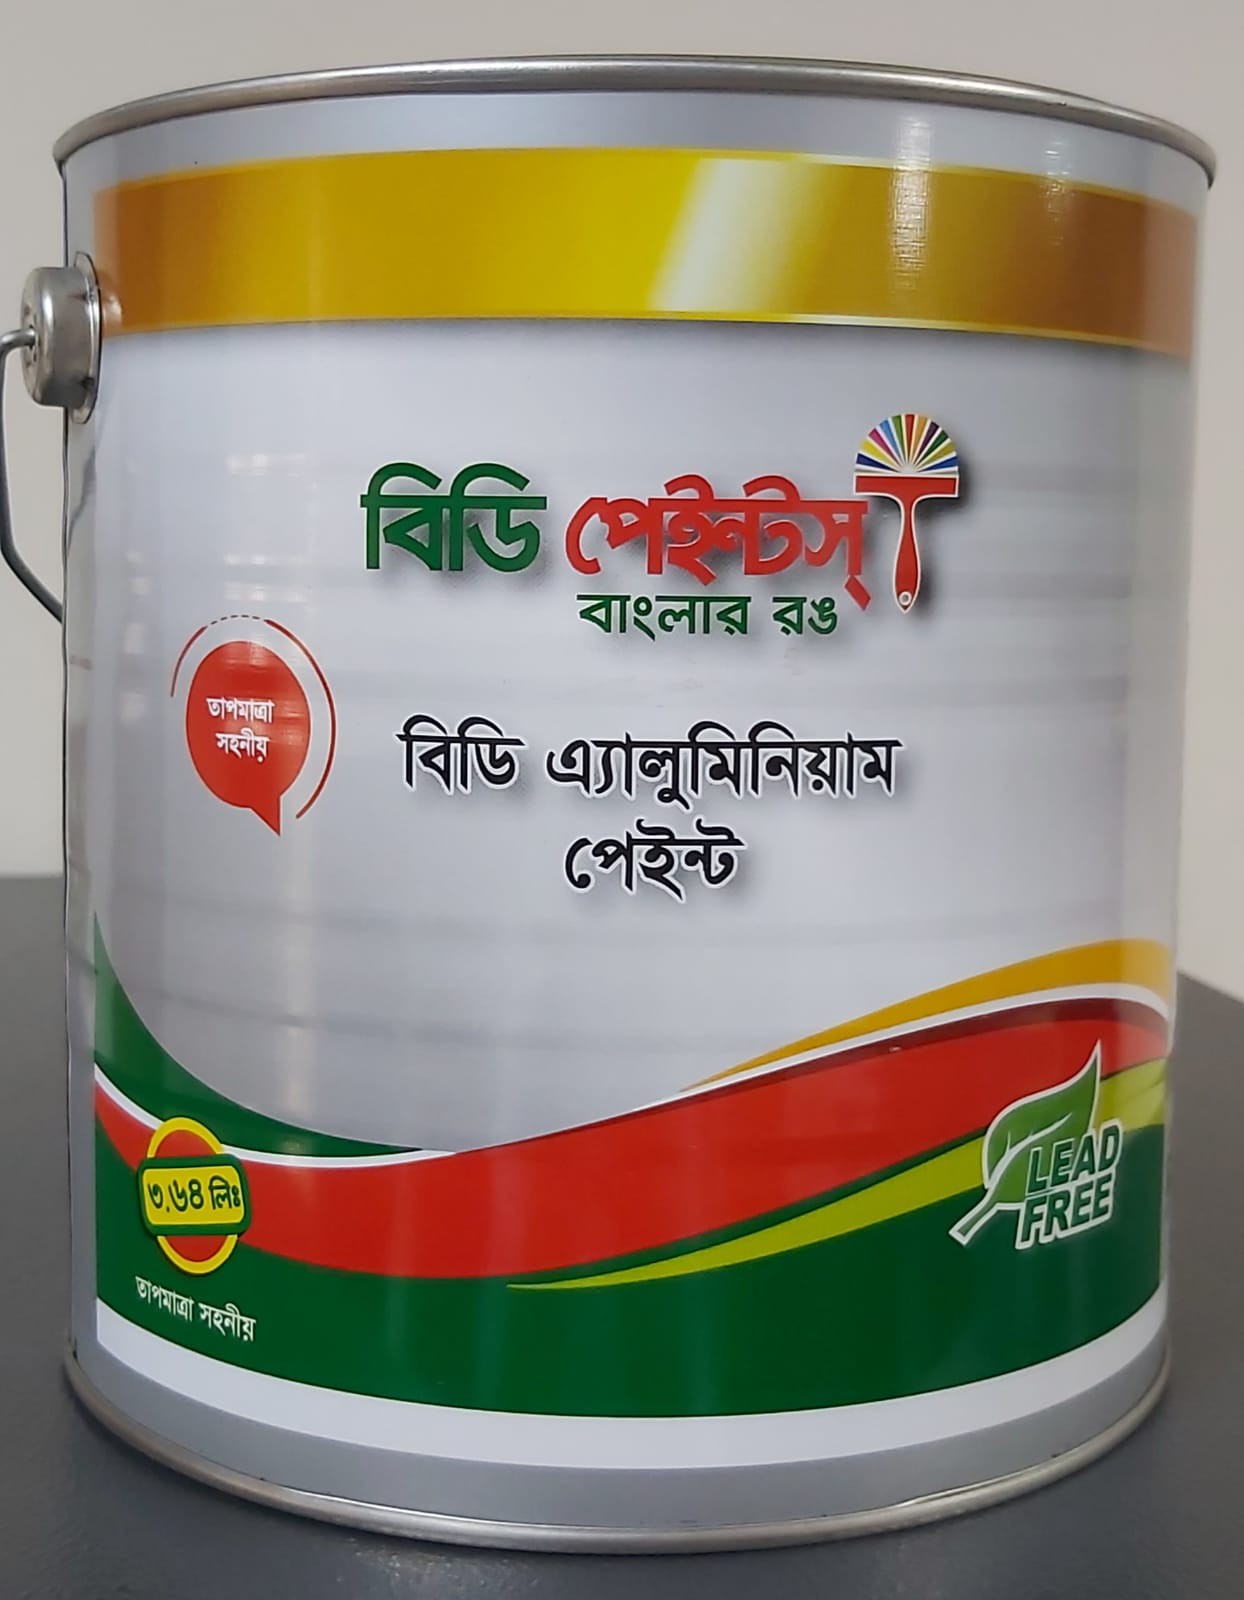 বিডি পেইন্টস্
বাংলার রঙ
তাপমাত্রা
সহনীয়
বিডি এ্যালুমিনিয়াম
পেইন্ট
৩.৬৪ লিঃ
তাপমাত্রা সহনীয়
LEAD
FREE